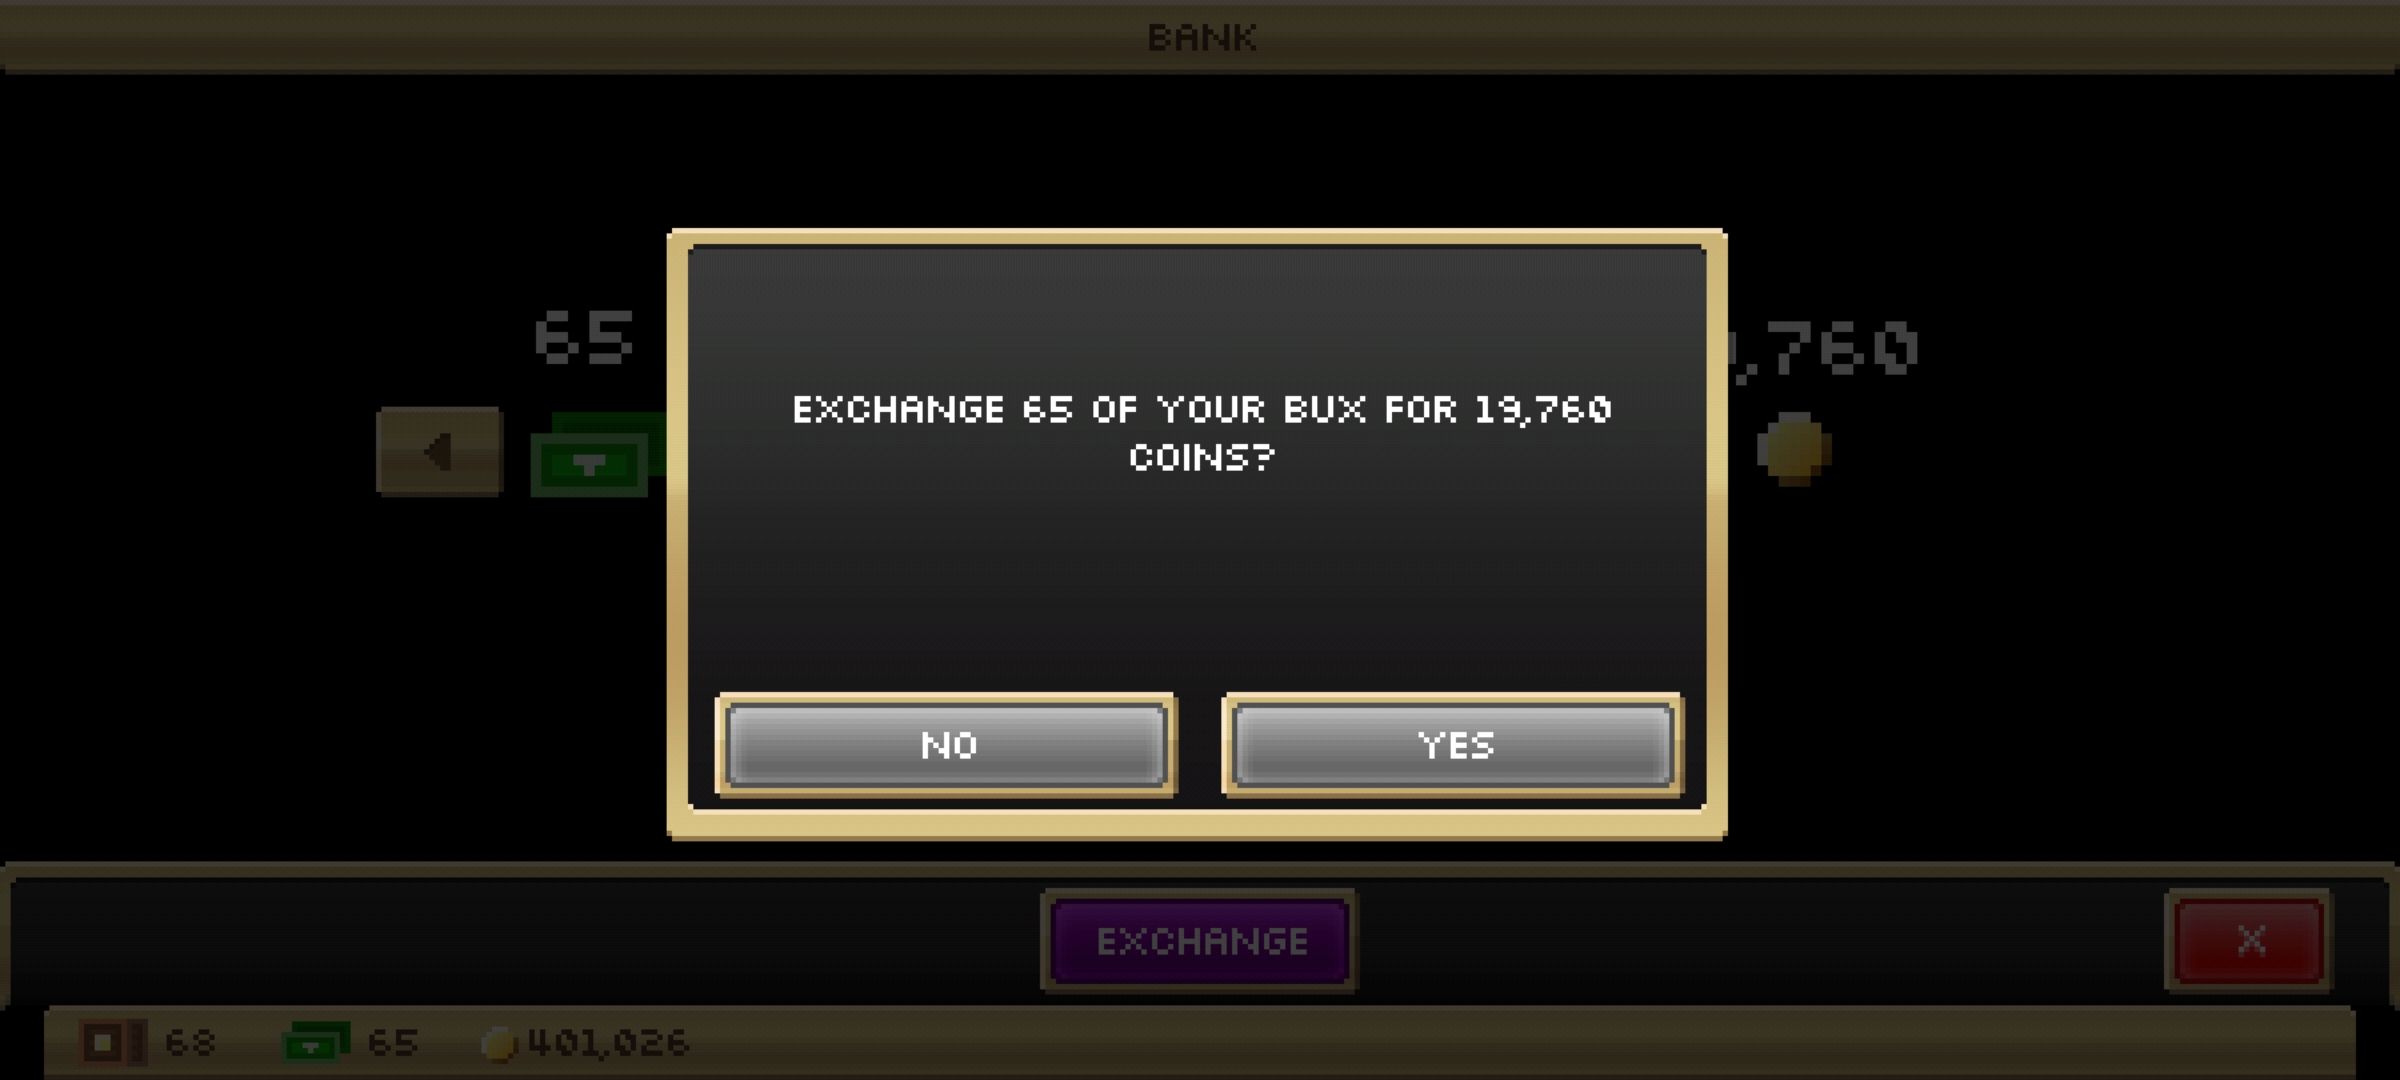 BANK
65
,760
EXCHANGE 65 OF YOUR BUX FOR 19,760
COINS?
NO
YES
EXCHANGE
X
68
65
401,026